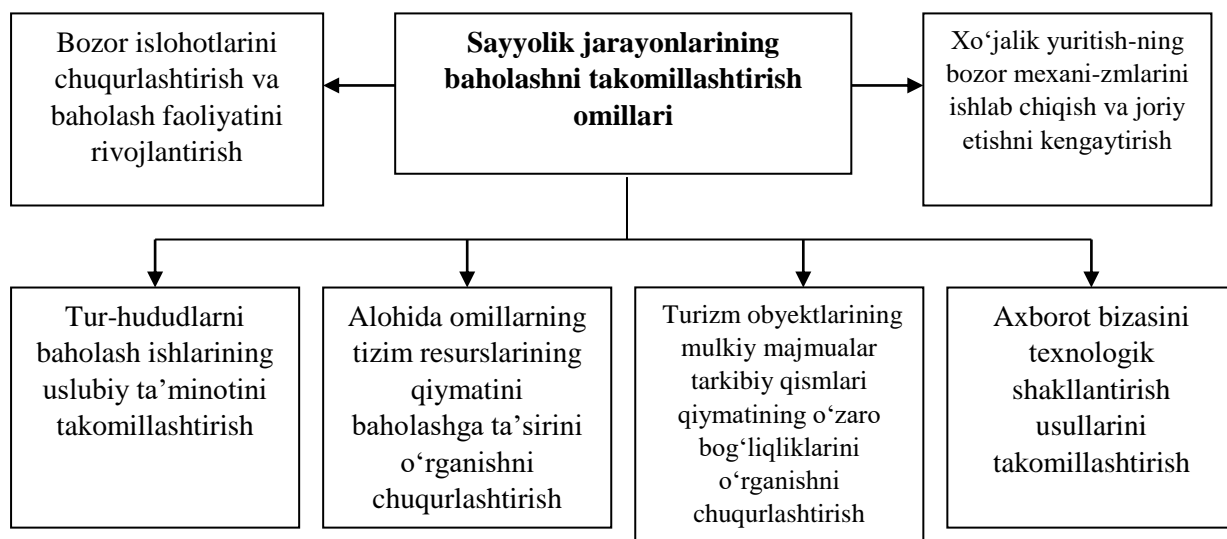 Bozor islohotlarini
chuqurlashtirish va
baholash faoliyatini
rivojlantirish
Sayyolik jarayonlarining
baholashni takomillashtirish
omillari
Xo‘jalik yuritish-ning
bozor mexani-zmlarini
ishlab chiqish va joriy
etishni kengaytirish
Tur-hududlarni
baholash ishlarining
uslubiy ta’minotini
takomillashtirish
Alohida omillarning
tizim resurslarining
qiymatini
baholashga ta’sirini
o‘rganishni
chuqurlashtirish
Turizm obyektlarining
mulkiy majmualar
tarkibiy qismlari
qiymatining o‘zaro
bog‘liqliklarini
o‘rganishni
chuqurlashtirish
Axborot bizasini
texnologik
shakllantirish
usullarini
takomillashtirish